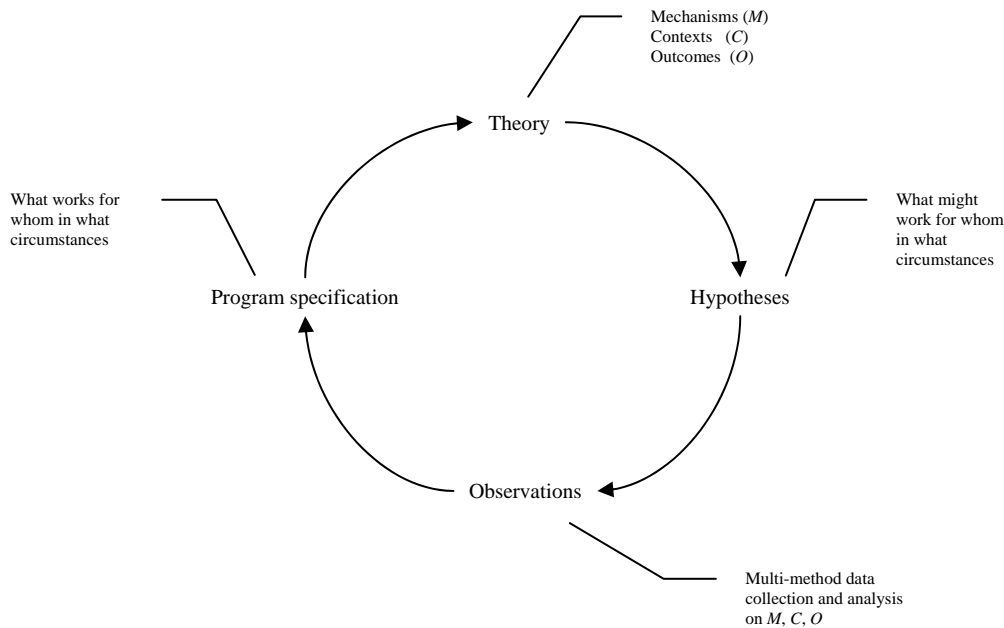 Mechanisms (M)
Contexts (C)
Outcomes (O)
Theory
What works for
whom in what
circumstances
What might
work for whom
in what
circumstances
Program specification
Hypotheses
Observations
Multi-method data
collection and analysis
on M, C, O